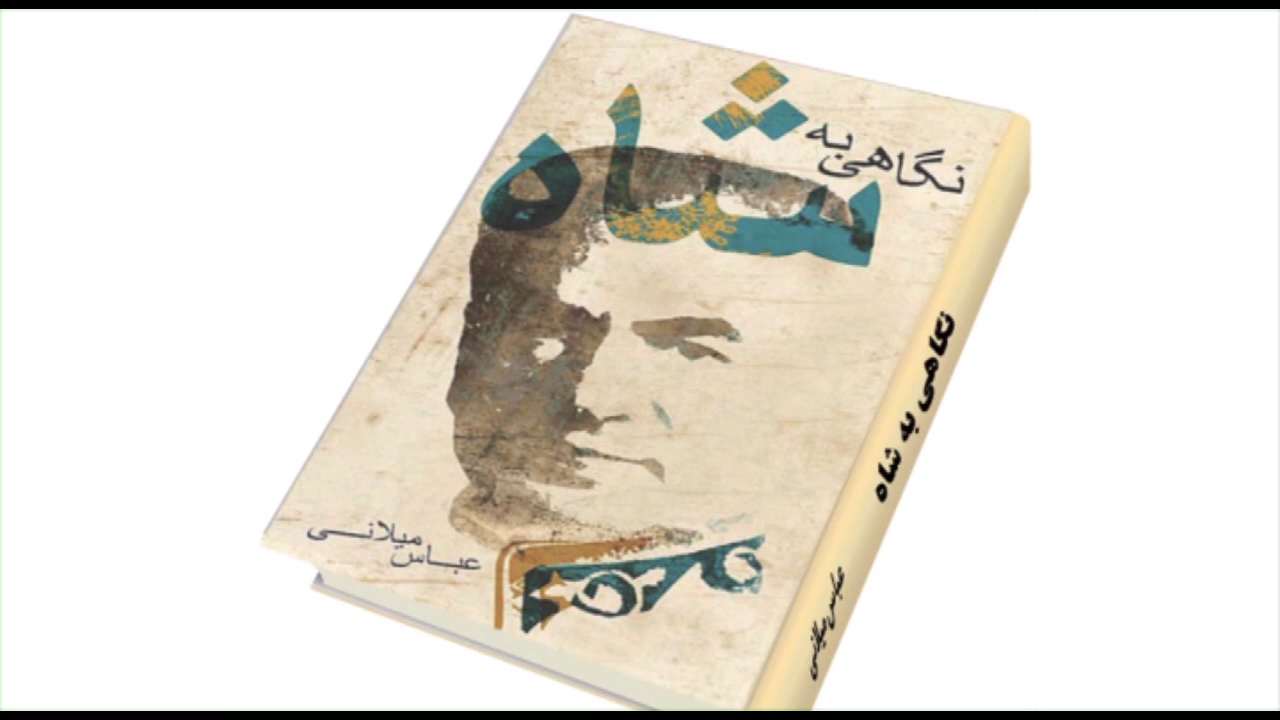 نگاهی به
شاه
عباس میلانی
نگاهی به شاه
عباس میلانی